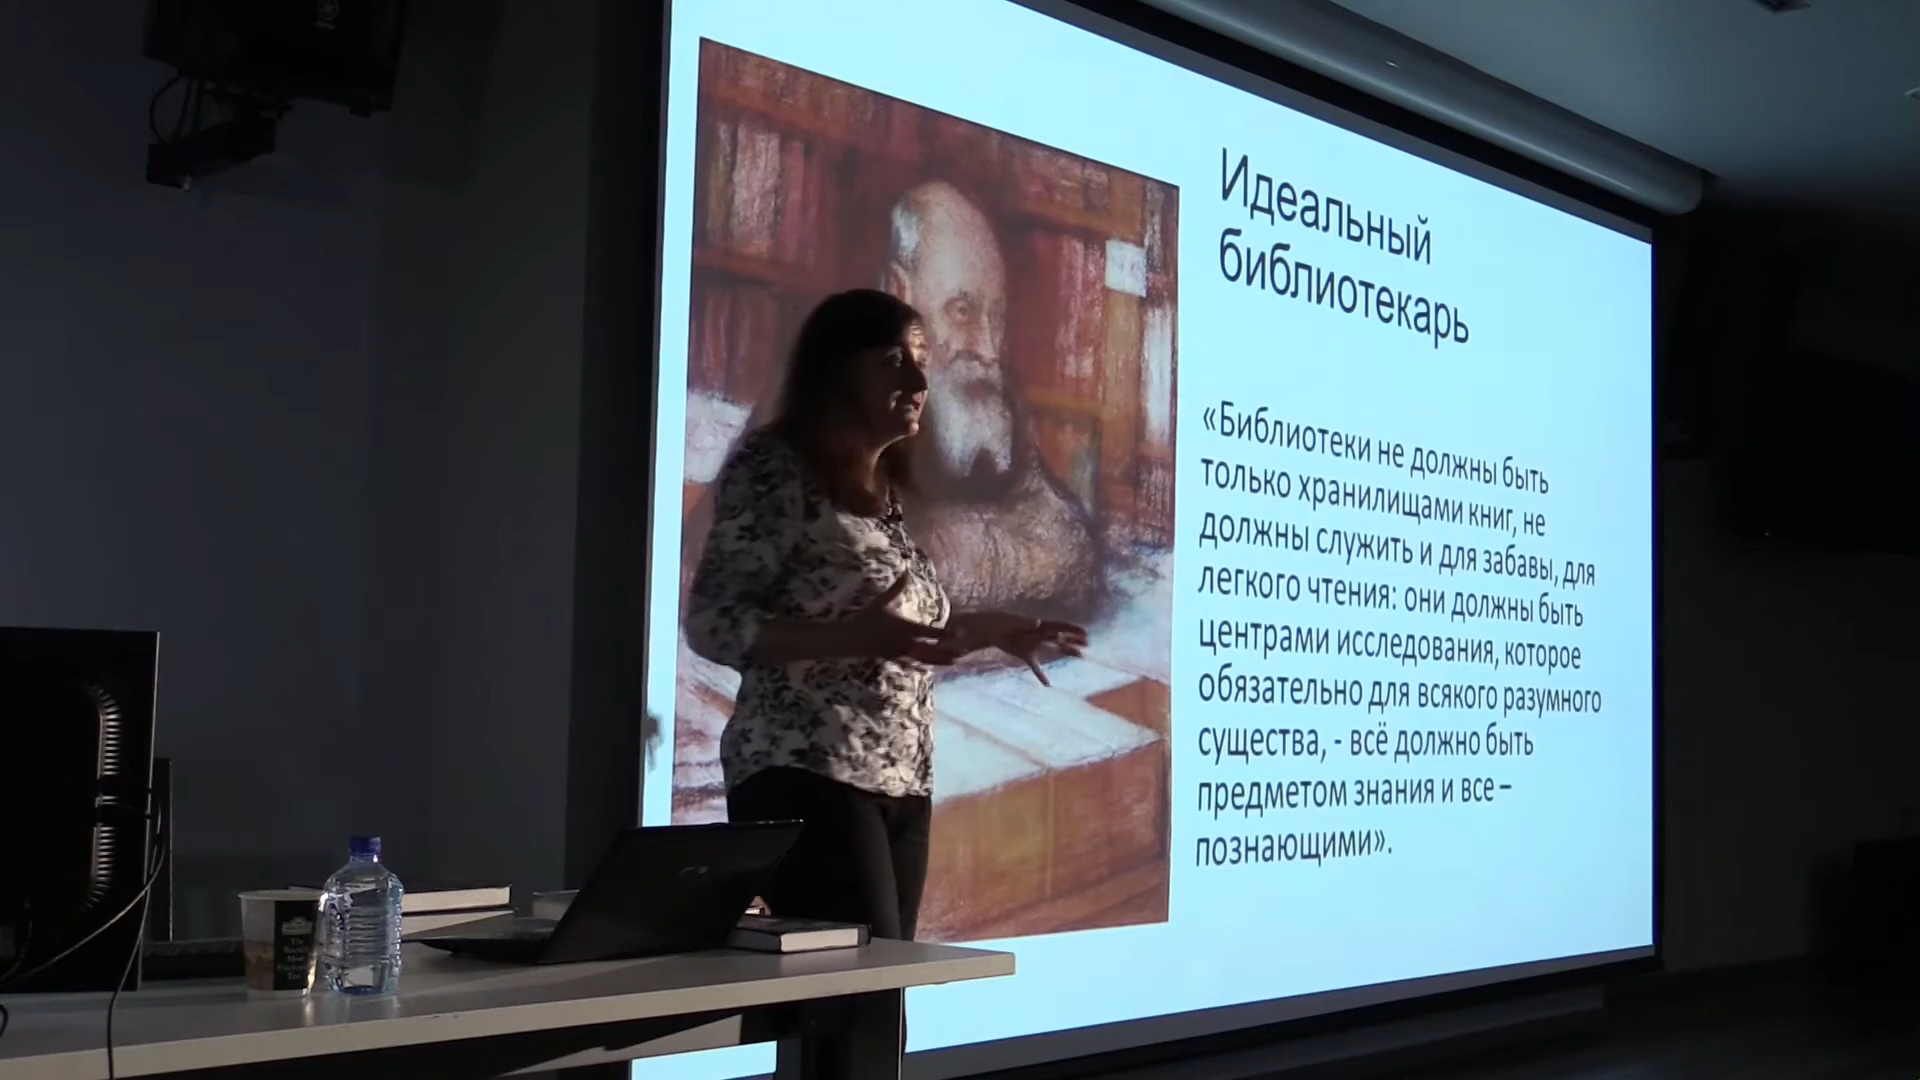 Идеальный
библиотекарь
«Библиотеки не должны быть
только хранилищами книг, не
должны служить и для забавы, для
легкого чтения: они должны быть
центрами исследования, которое
обязательно для всякого разумного
существа, - всё должно быть
предметом знания и все –
познающими».